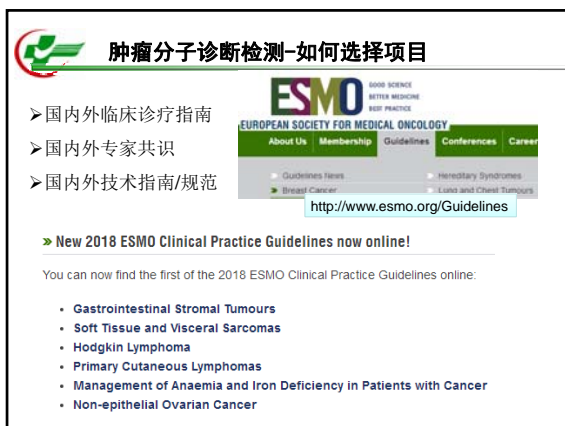 肿瘤分子诊断检测-如何选择项目
➢国内外临床诊疗指南
➢国内外专家共识
➢国内外技术指南/规范
ESMO
GOOD SCIENCE
BETTER MEDICINE
BEST PRACTICE
EUROPEAN SOCIETY FOR MEDICAL ONCOLOGY
About Us Membership Guidelines Conferences Career
Guidelines News Hereditary Syndromes
» Breast Cancer Lung and Chest Tumours
http://www.esmo.org/Guidelines
» New 2018 ESMO Clinical Practice Guidelines now online!
You can now find the first of the 2018 ESMO Clinical Practice Guidelines online:
• Gastrointestinal Stromal Tumours
• Soft Tissue and Visceral Sarcomas
• Hodgkin Lymphoma
• Primary Cutaneous Lymphomas
• Management of Anaemia and Iron Deficiency in Patients with Cancer
• Non-epithelial Ovarian Cancer